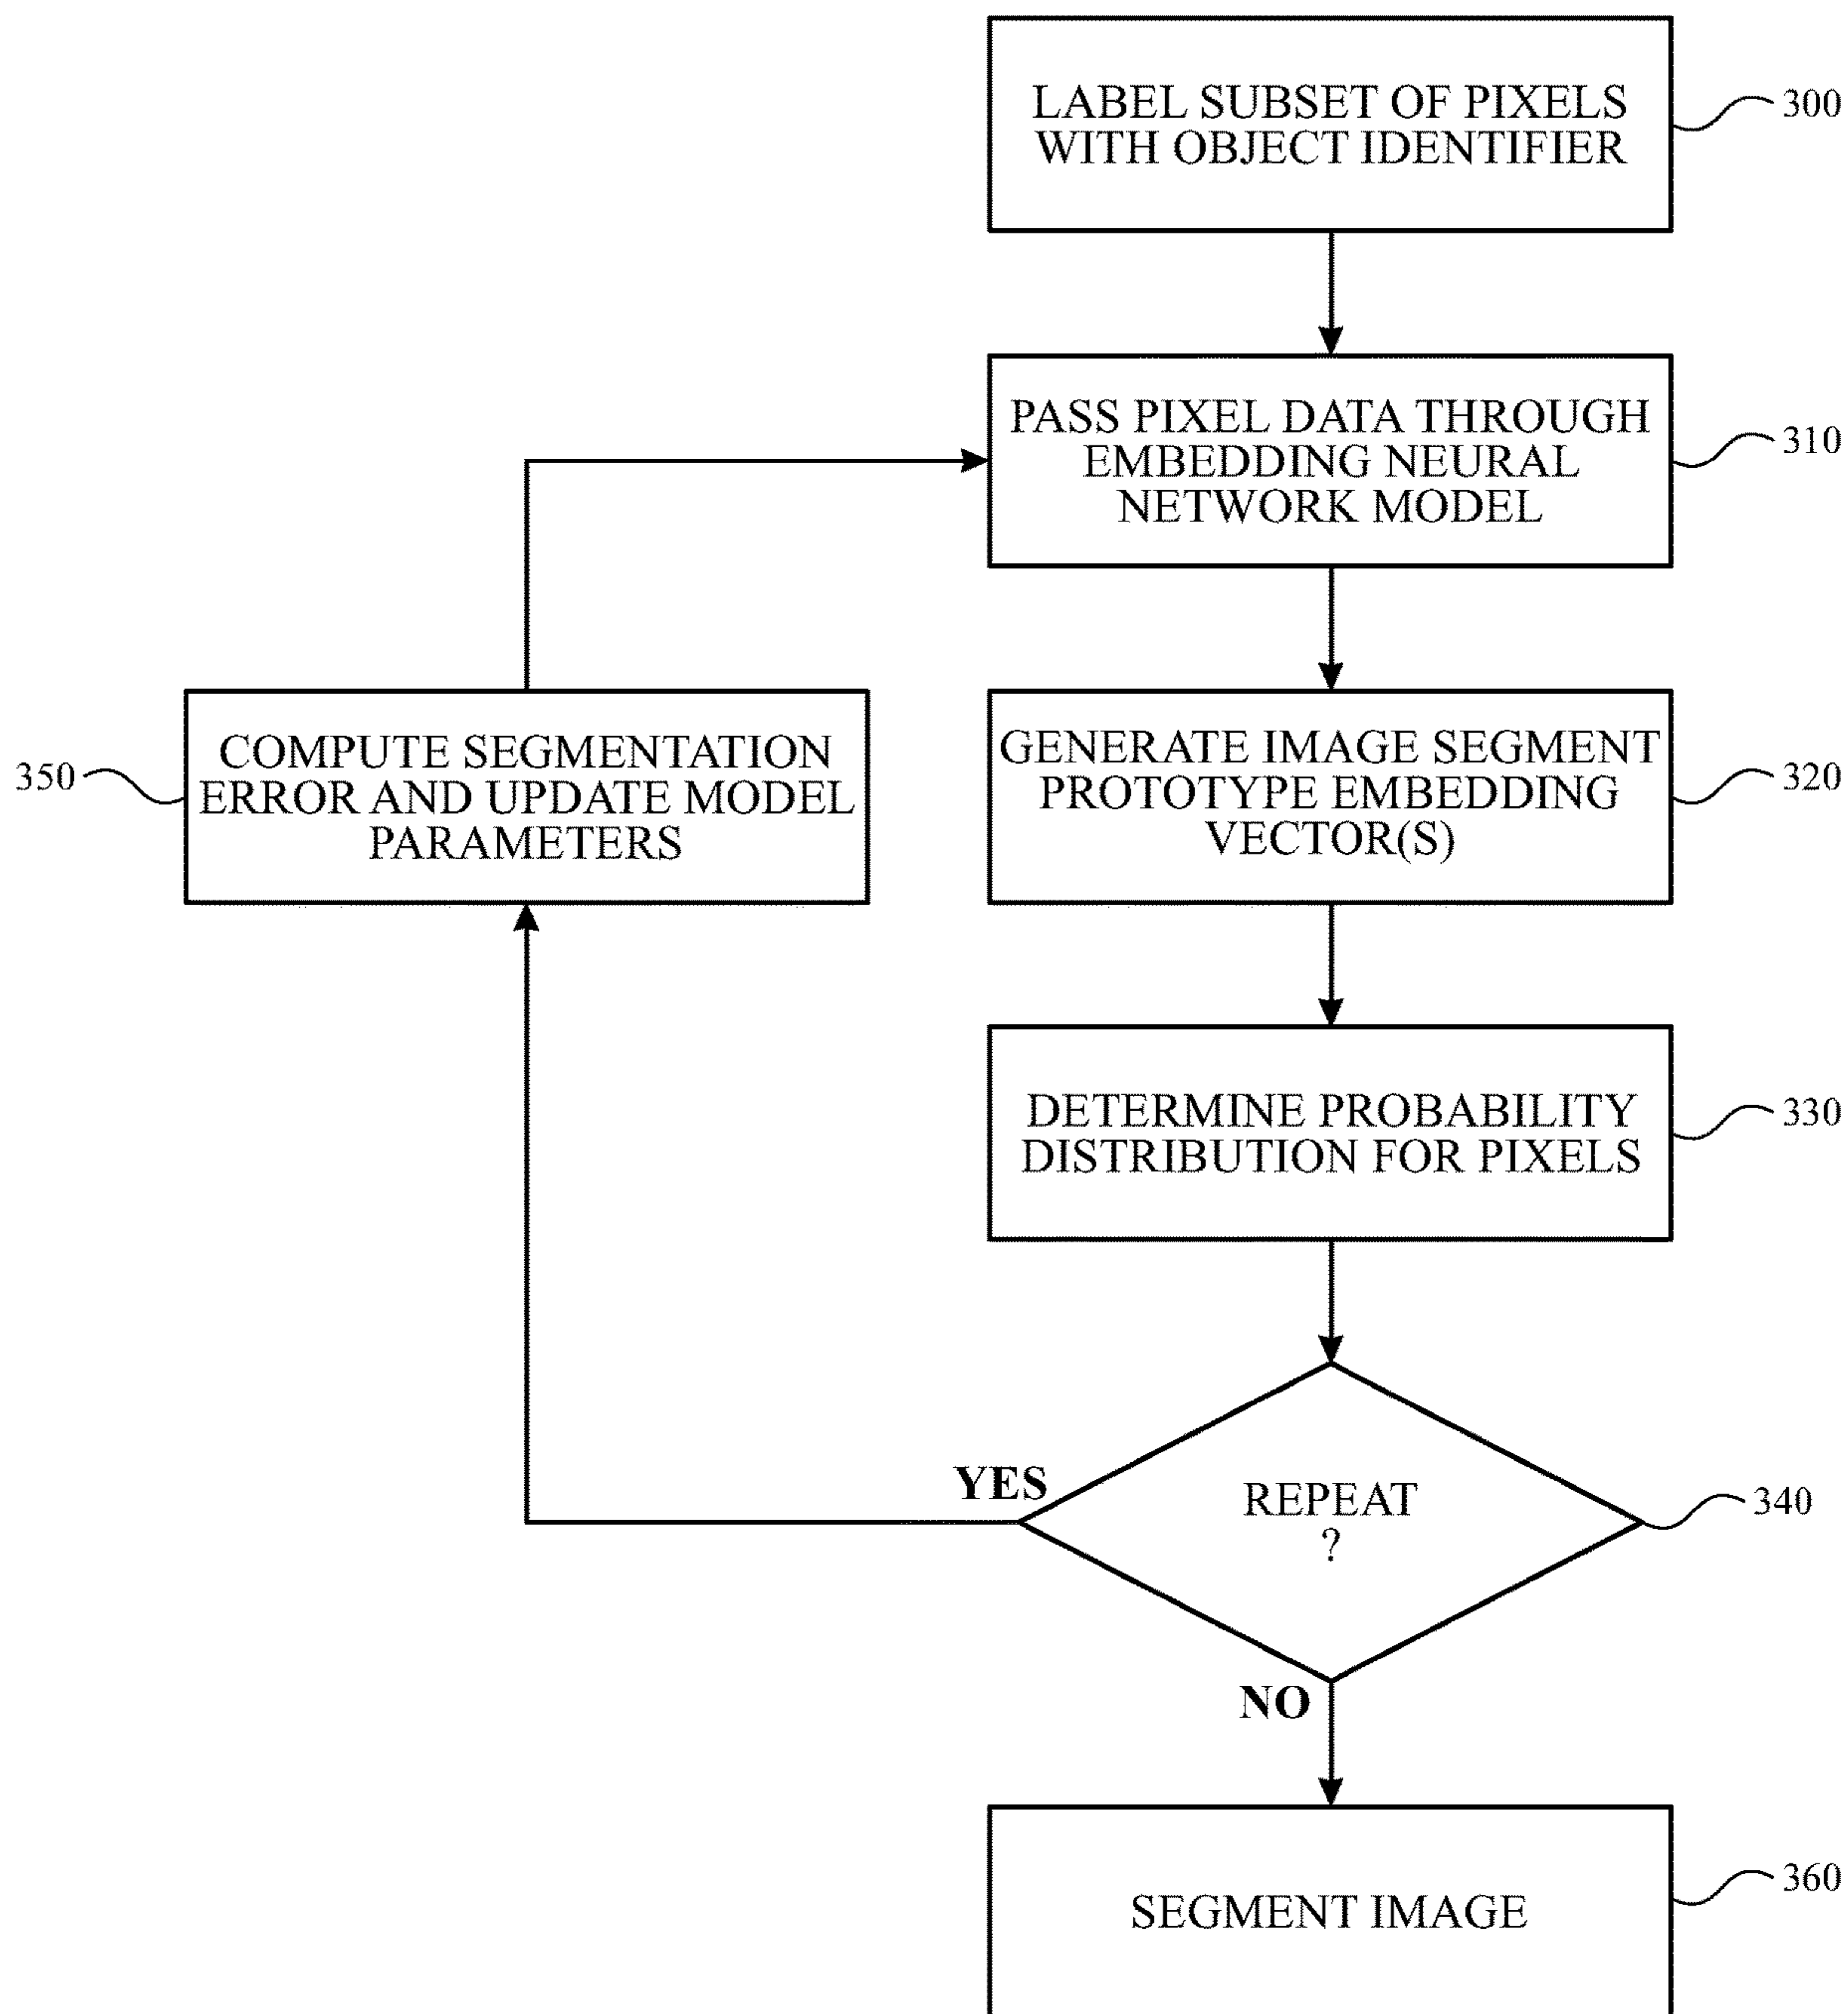 LABEL SUBSET OF PIXELS
WITH OBJECT IDENTIFIER
300
PASS PIXEL DATA THROUGH
EMBEDDING NEURAL
NETWORK MODEL
310
COMPUTE SEGMENTATION
ERROR AND UPDATE MODEL
PARAMETERS
350
GENERATE IMAGE SEGMENT
PROTOTYPE EMBEDDING
VECTOR(S)
320
DETERMINE PROBABILITY
DISTRIBUTION FOR PIXELS
330
YES
REPEAT
?
340
NO
SEGMENT IMAGE
360